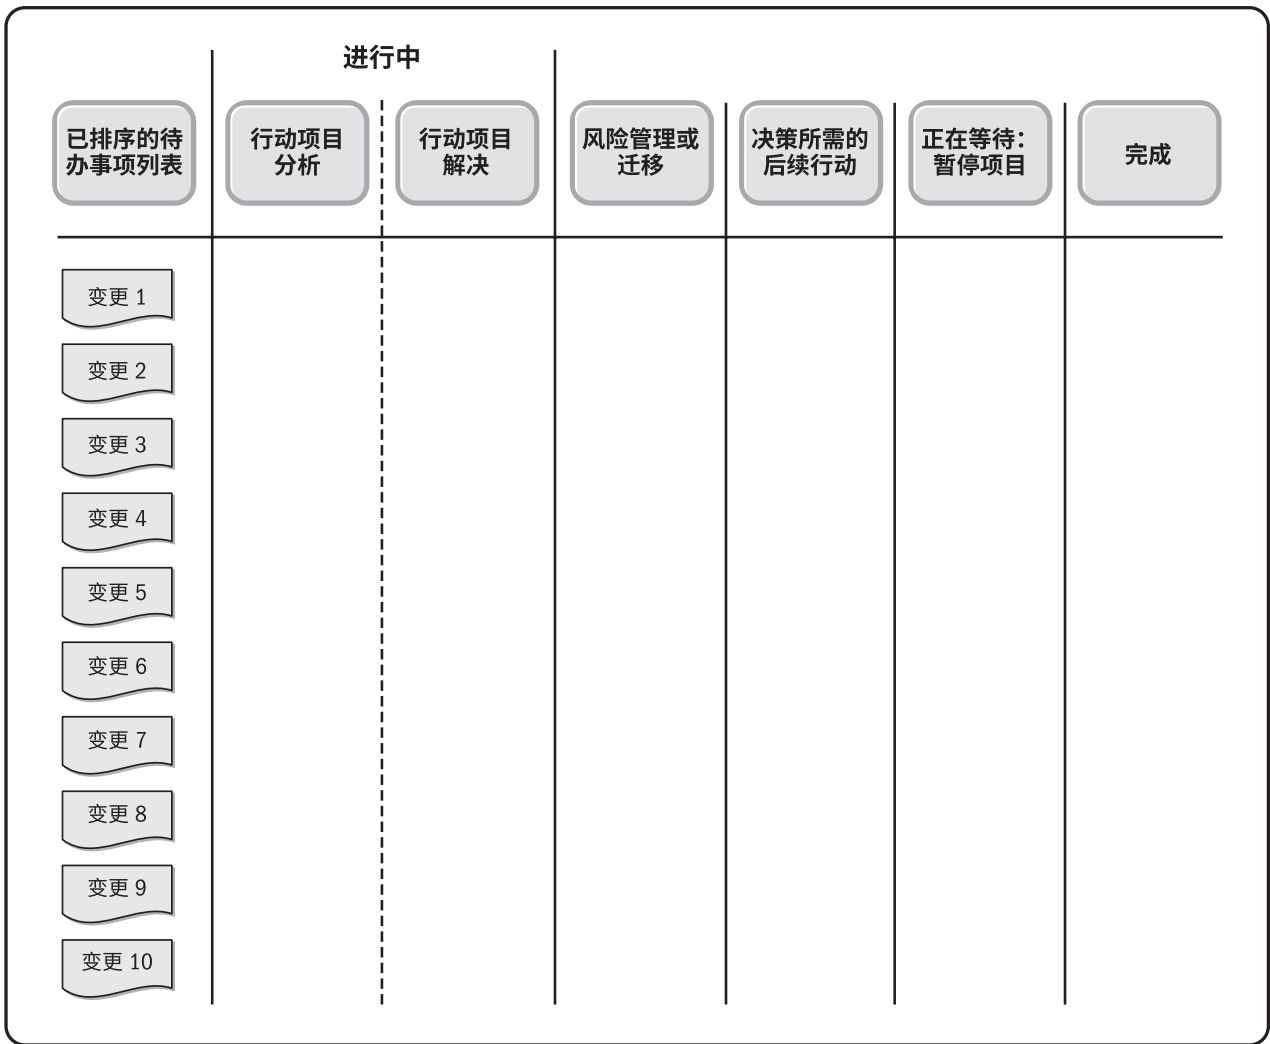 进行中
已排序的待
办事项列表
行动项目
分析
行动项目
解决
风险管理或
迁移
决策所需的
后续行动
正在等待：
暂停项目
完成
变更 1
变更 2
变更 3
变更 4
变更 5
变更 6
变更 7
变更 8
变更 9
变更 10